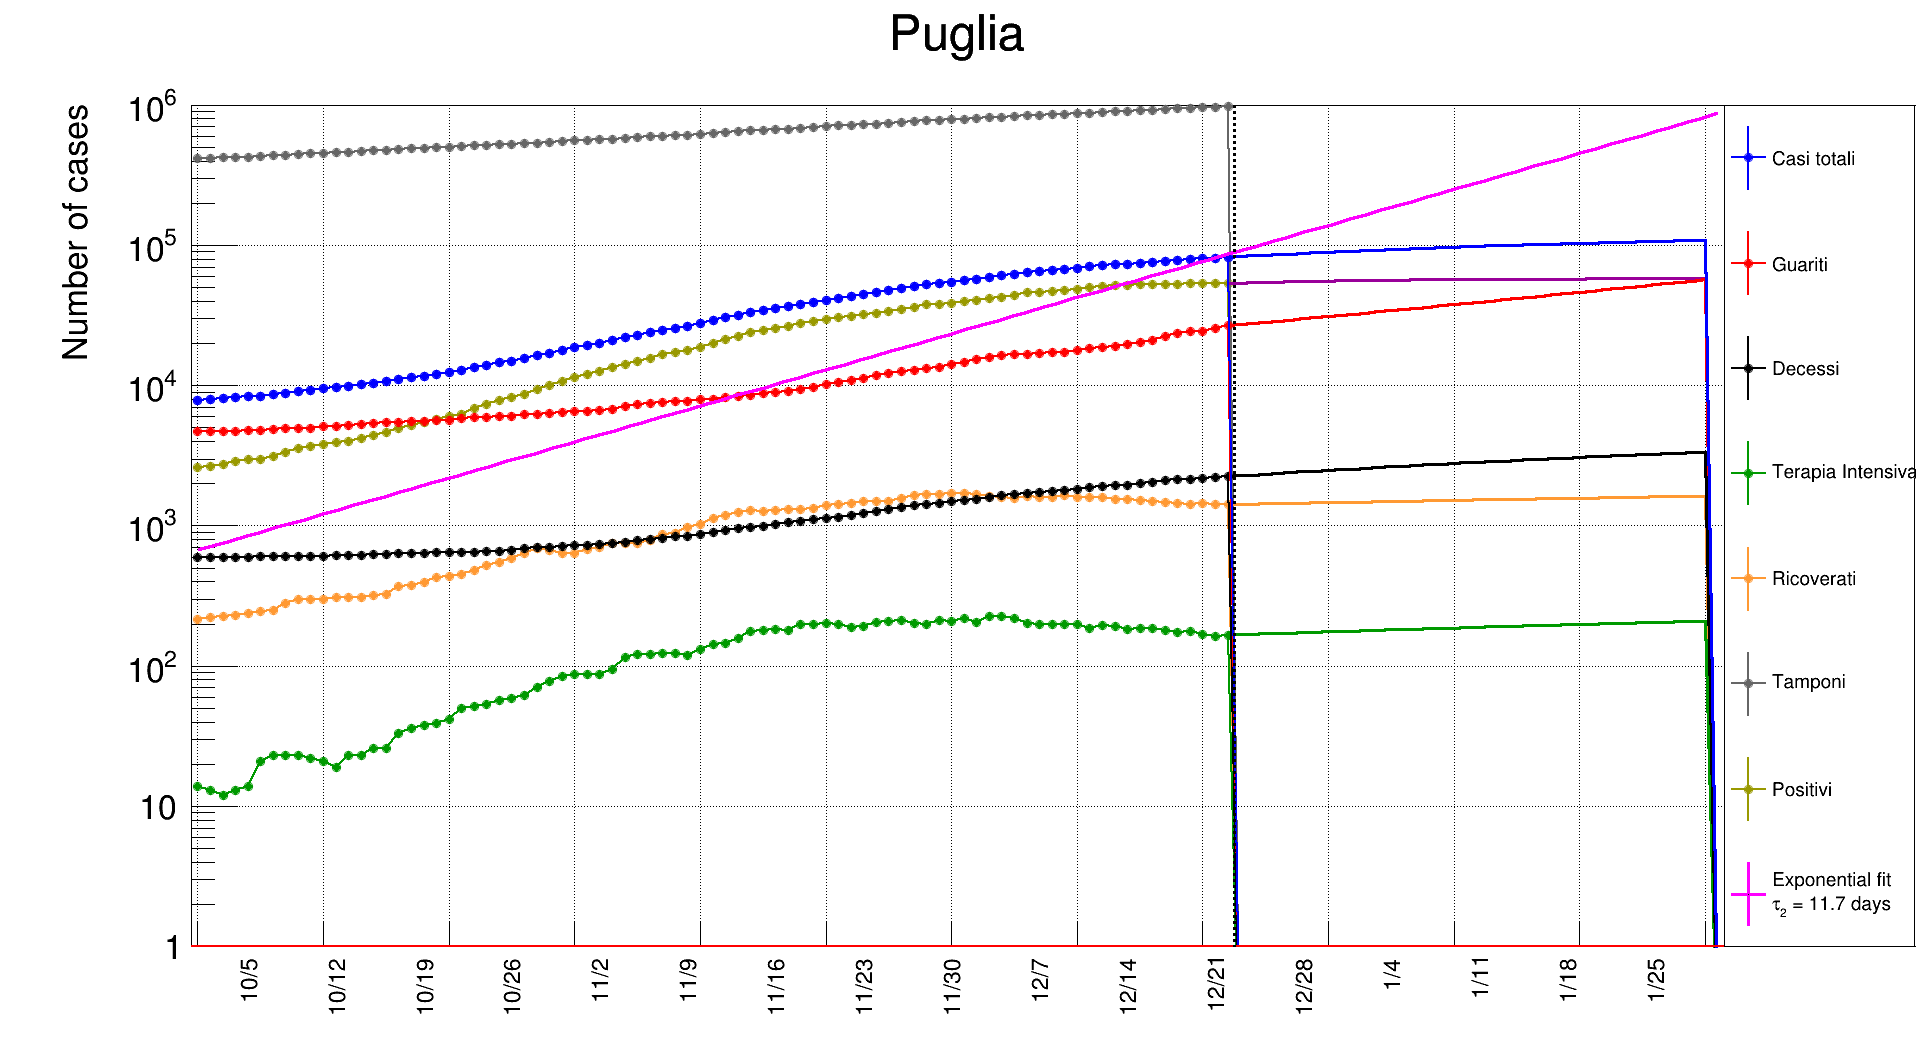 Puglia
Number of cases
10^6
10^5
10^4
10^3
10^2
10
1
10/5
10/12
10/19
10/26
11/2
11/9
11/16
11/23
11/30
12/7
12/14
12/21
12/28
1/4
1/11
1/18
1/25
Casi totali
Guariti
Decessi
Terapia Intensiva
Ricoverati
Tamponi
Positivi
Exponential fit
τ_2 = 11.7 days